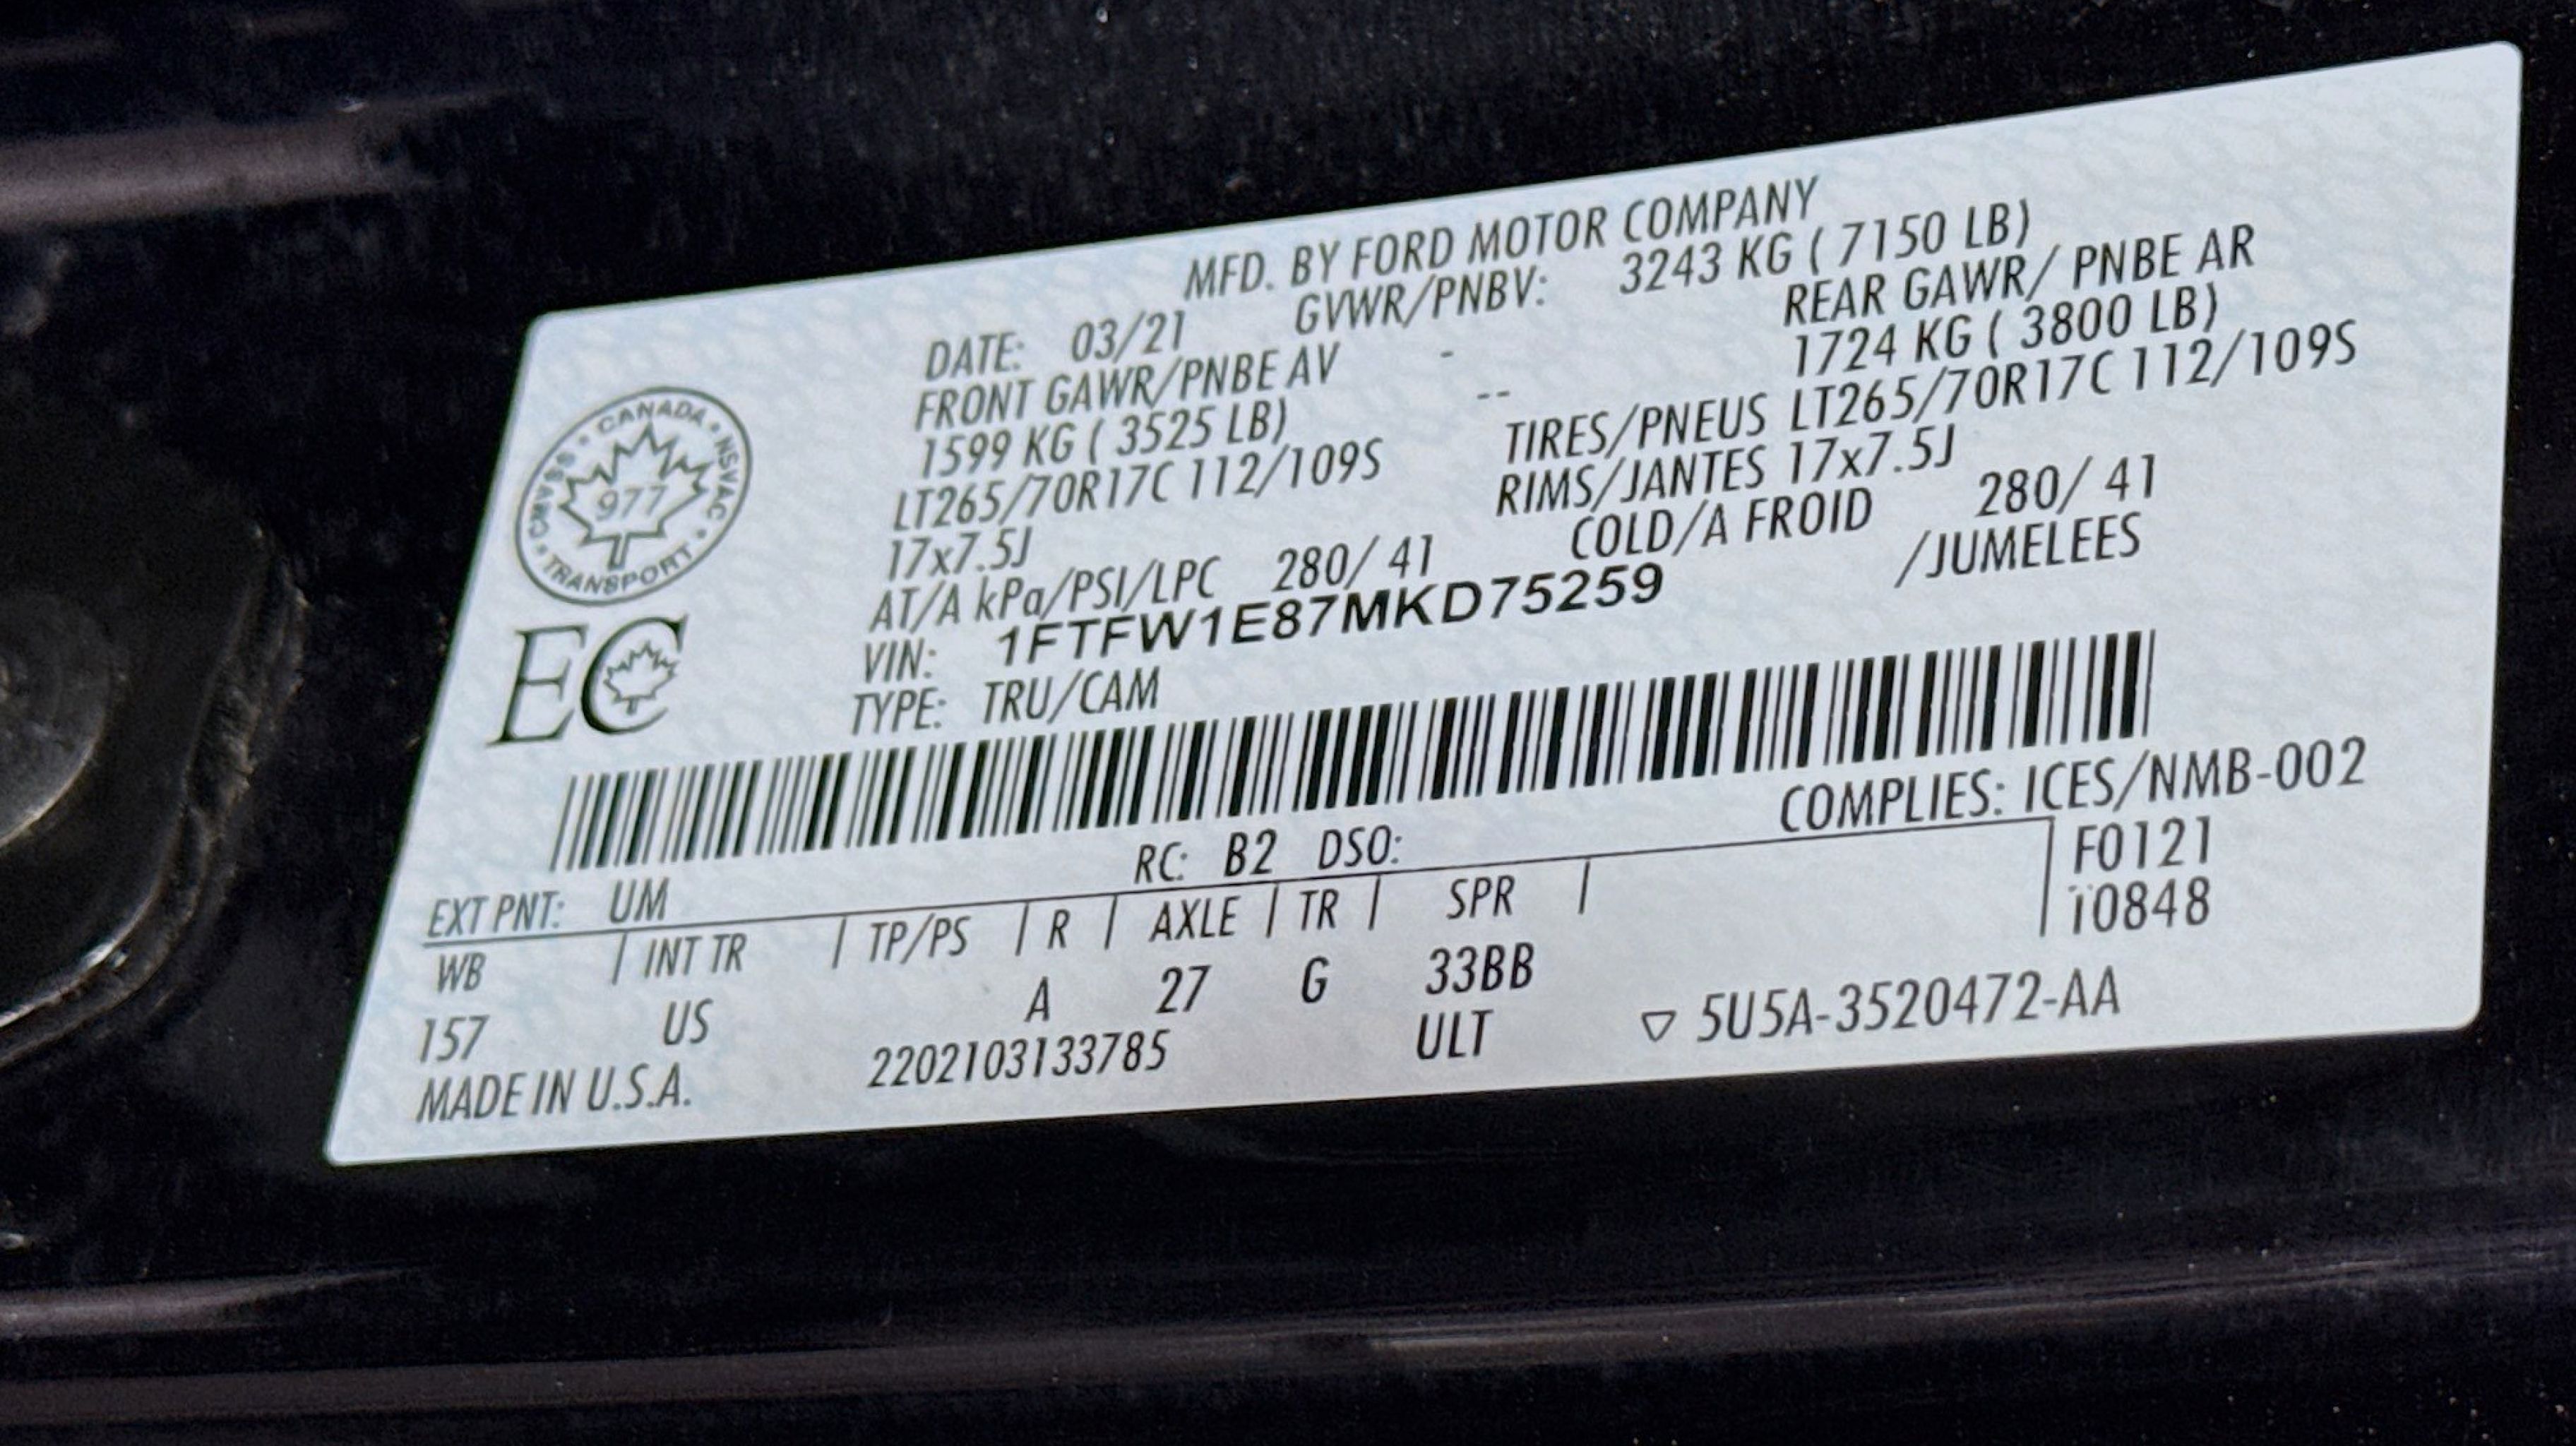 MFD. BY FORD MOTOR COMPANY
DATE: 03/21 GVWR/PNBV: 3243 KG ( 7150 LB)
FRONT GAWR/PNBE AV - REAR GAWR/ PNBE AR
1599 KG ( 3525 LB) -- 1724 KG ( 3800 LB)
LT265/70R17C 112/109S TIRES/PNEUS LT265/70R17C 112/109S
17x7.5J RIMS/JANTES 17x7.5J
AT/A kPa/PSI/LPC 280/ 41 COLD/A FROID 280/ 41
VIN: 1FTFW1E87MKD75259 /JUMELEES
TYPE: TRU/CAM
CANADA • NSVAC • TRANSPORT • CMVSS •
977
EC
COMPLIES: ICES/NMB-002
EXT PNT: UM RC: B2 DSO: F0121
WB | INT TR | TP/PS | R | AXLE | TR | SPR | T0848
157 US A 27 G 33BB
MADE IN U.S.A. 2202103133785 ULT ▽ 5U5A-3520472-AA